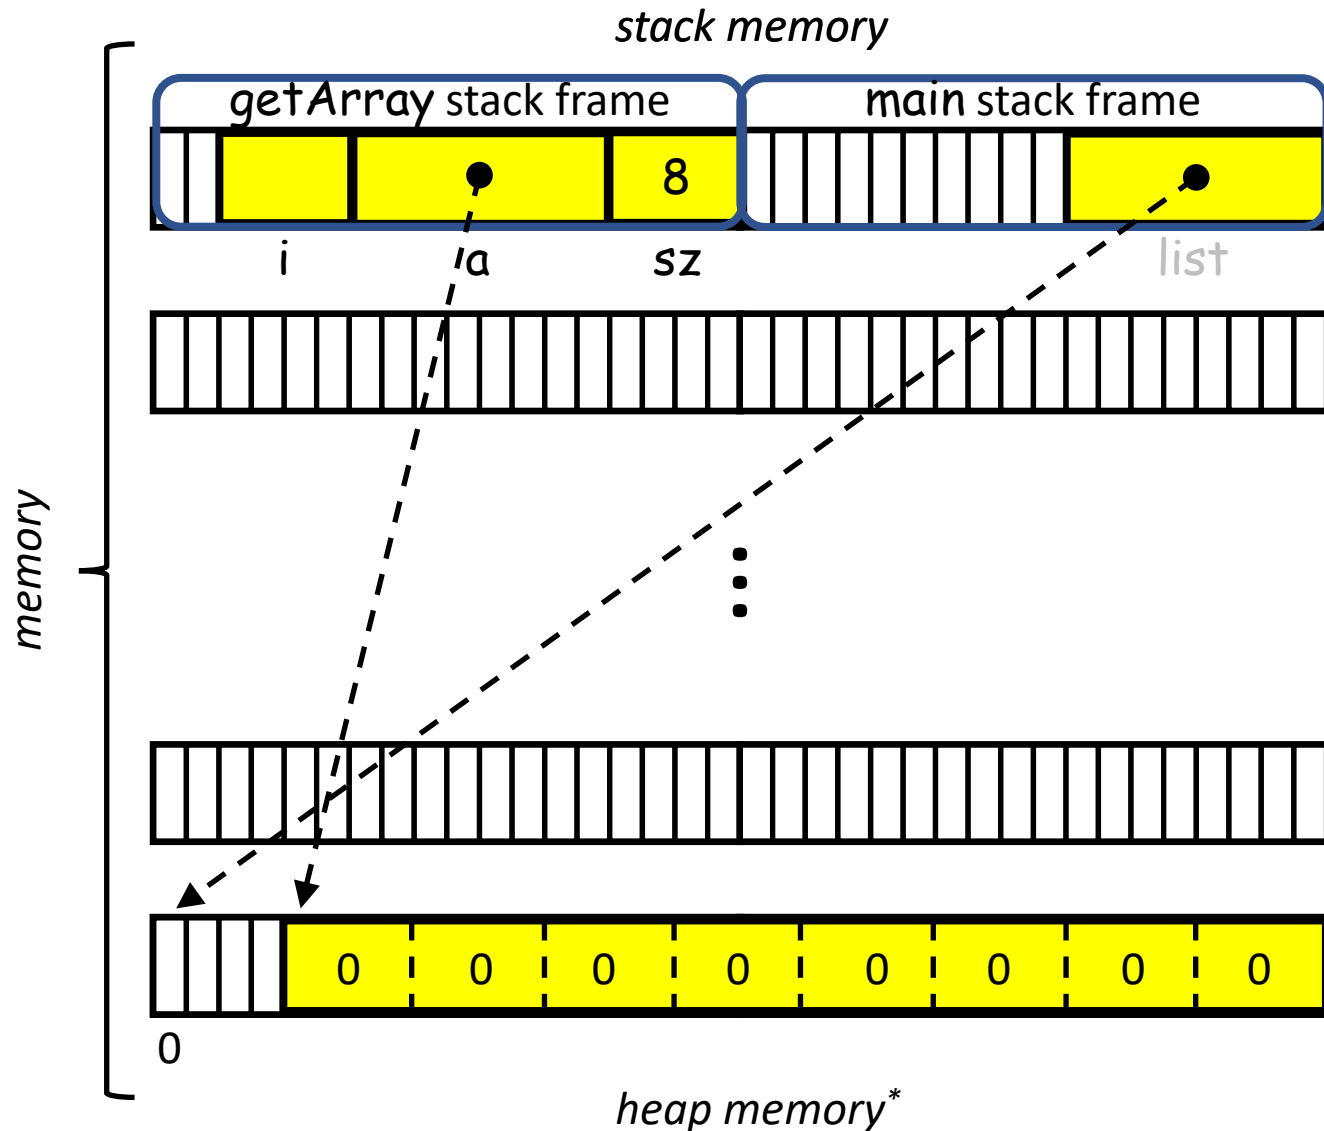 stack memory
getArray stack frame
main stack frame
8
i
a
sz
list
memory
0 0 0 0 0 0 0 0
0
heap memory*